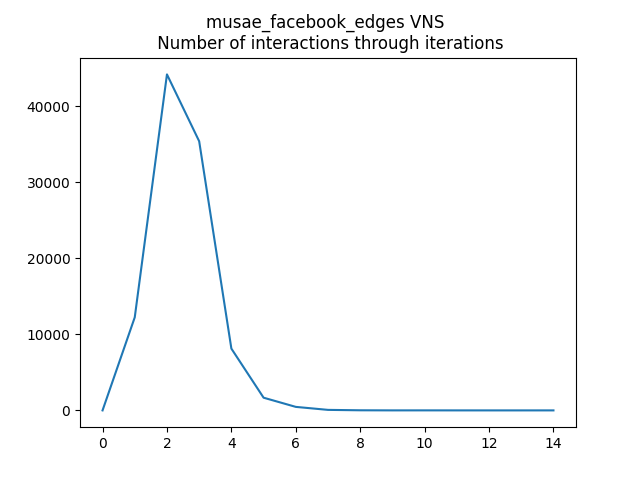 musae_facebook_edges VNS
Number of interactions through iterations
40000
30000
20000
10000
0
0 2 4 6 8 10 12 14